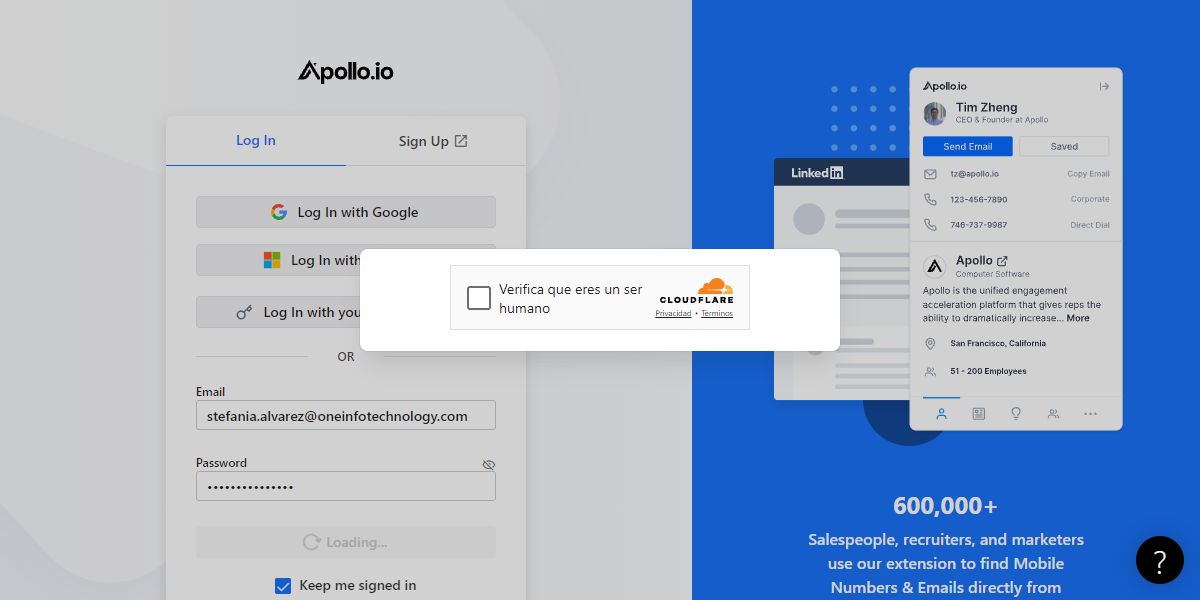 Apollo.io
Log In
Sign Up
Log In with Google
Log In with
Log In with you
OR
Email
stefania.alvarez@oneinfotechnology.com
Password
•••••••••••••••
Loading...
Keep me signed in
Verifica que eres un ser
humano
CLOUDFLARE
Privacidad • Términos
Linked in
Apollo.io
Tim Zheng
CEO & Founder at Apollo
Send Email
Saved
tz@apollo.io
Copy Email
123-456-7890
Corporate
746-737-9987
Direct Dial
Apollo
Computer Software
Apollo is the unified engagement
acceleration platform that gives reps the
ability to dramatically increase... More
San Francisco, California
51 - 200 Employees
600,000+
Salespeople, recruiters, and marketers
use our extension to find Mobile
Numbers & Emails directly from
?